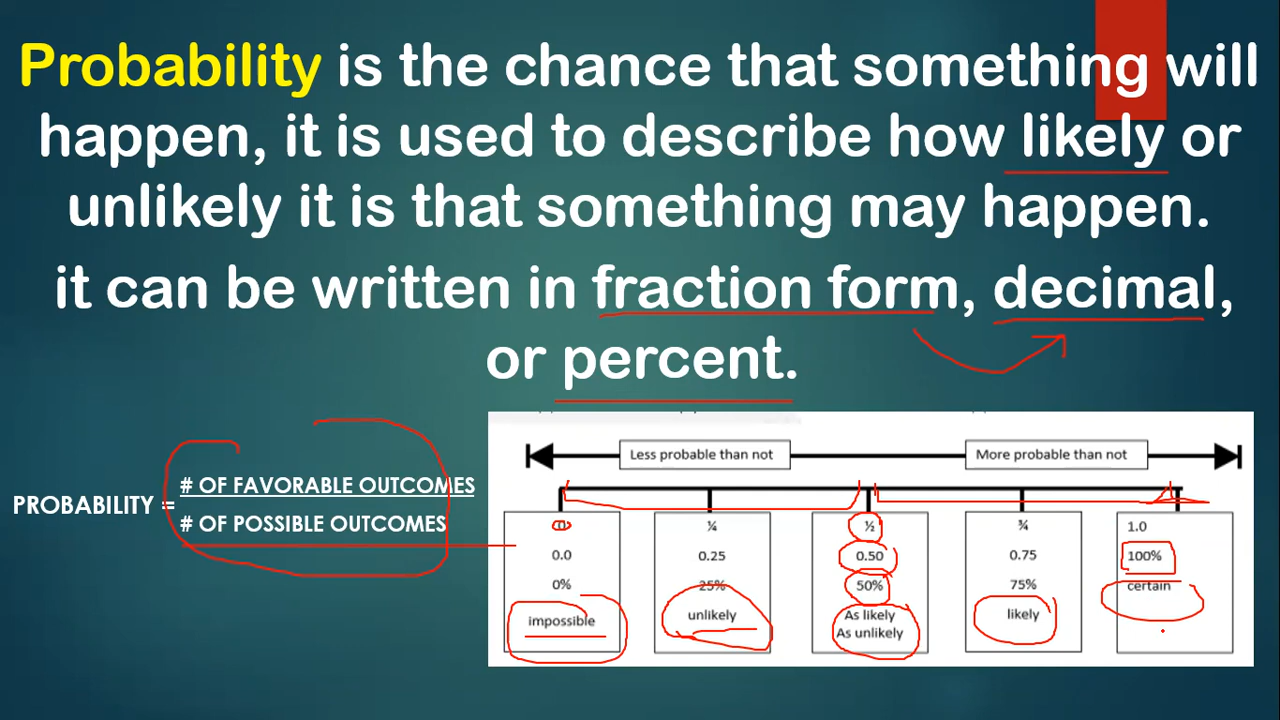 Probability is the chance that something will
happen, it is used to describe how likely or
unlikely it is that something may happen.
it can be written in fraction form, decimal,
or percent.
PROBABILITY =
# OF FAVORABLE OUTCOMES
# OF POSSIBLE OUTCOMES
Less probable than not
More probable than not
0
0.0
0%
impossible
¼
0.25
25%
unlikely
½
0.50
50%
As likely
As unlikely
¾
0.75
75%
likely
1.0
100%
certain